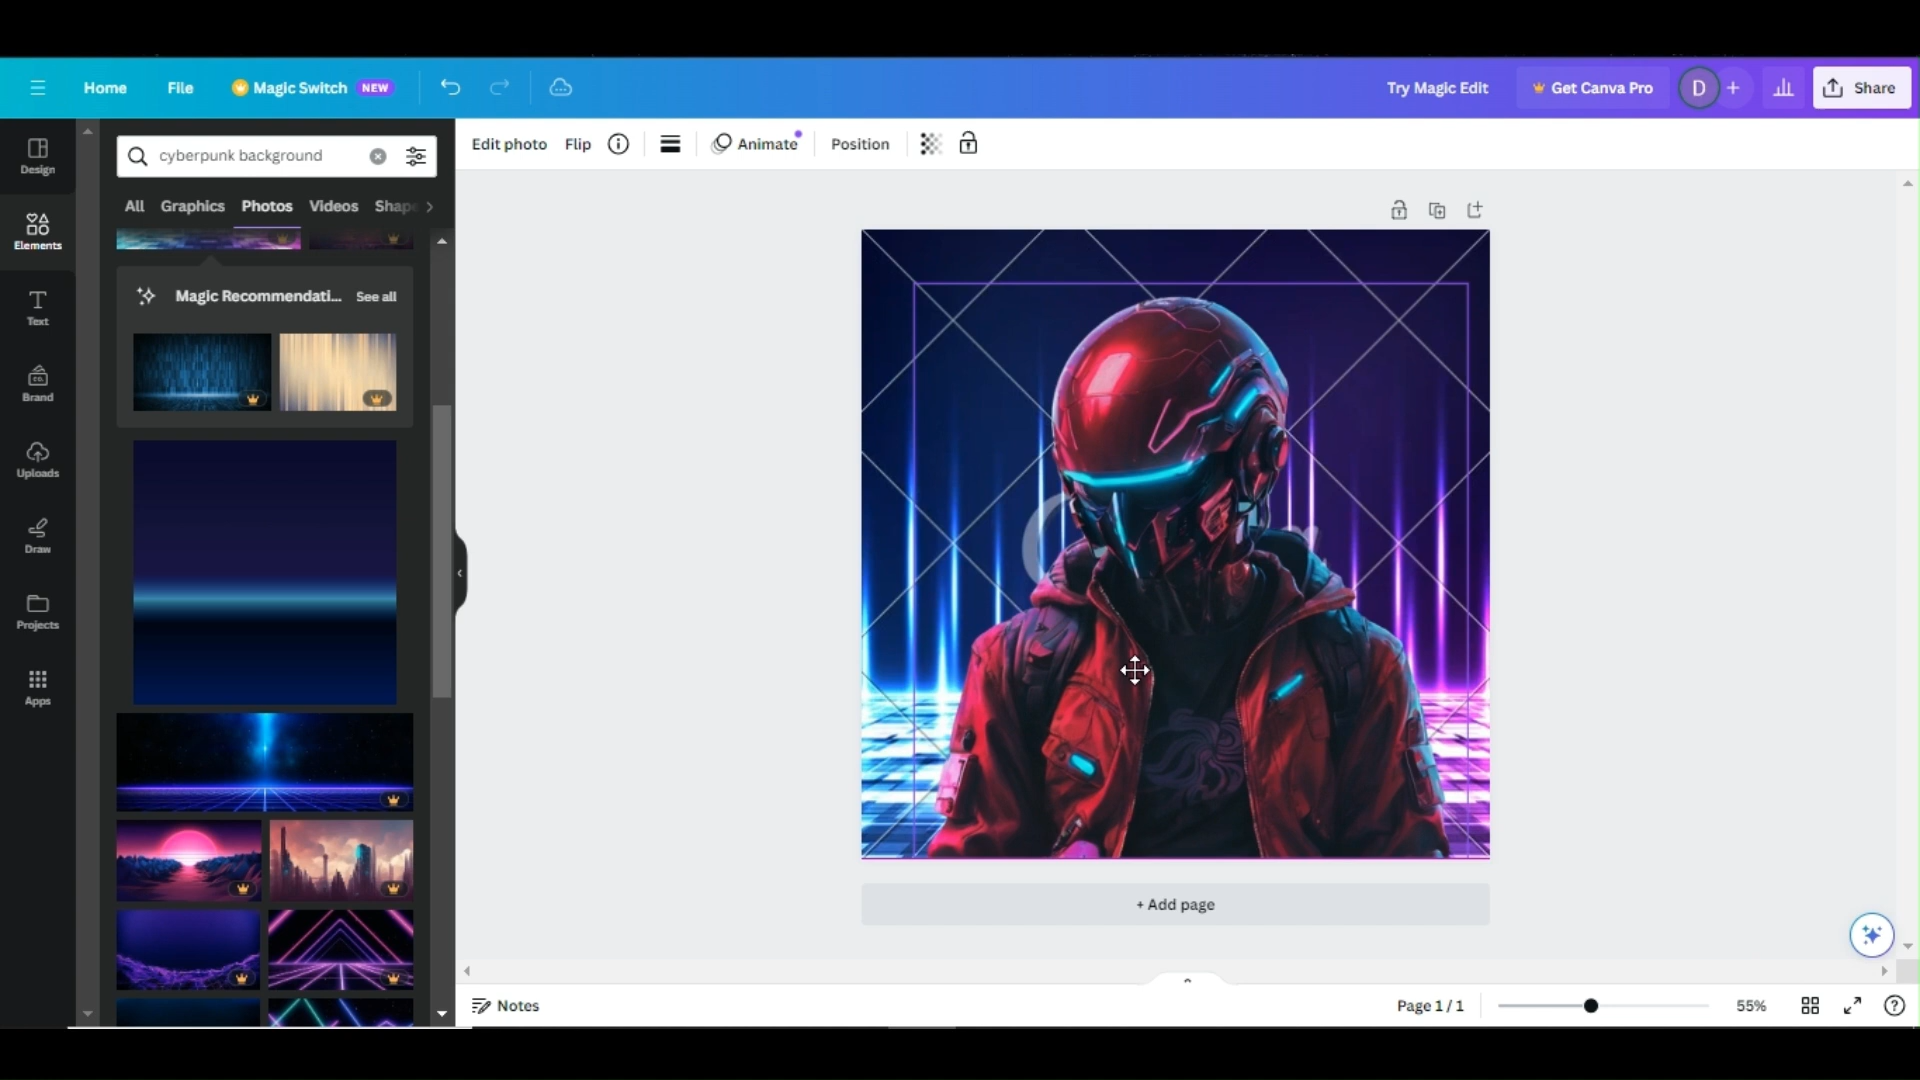 Home File Magic Switch NEW Try Magic Edit Get Canva Pro D + Share
Design
Elements
Text
Brand
Uploads
Draw
Projects
Apps
cyberpunk background
All Graphics Photos Videos Shape
Magic Recommendati... See all
Edit photo Flip Animate Position
+ Add page
Notes Page 1 / 1 55%